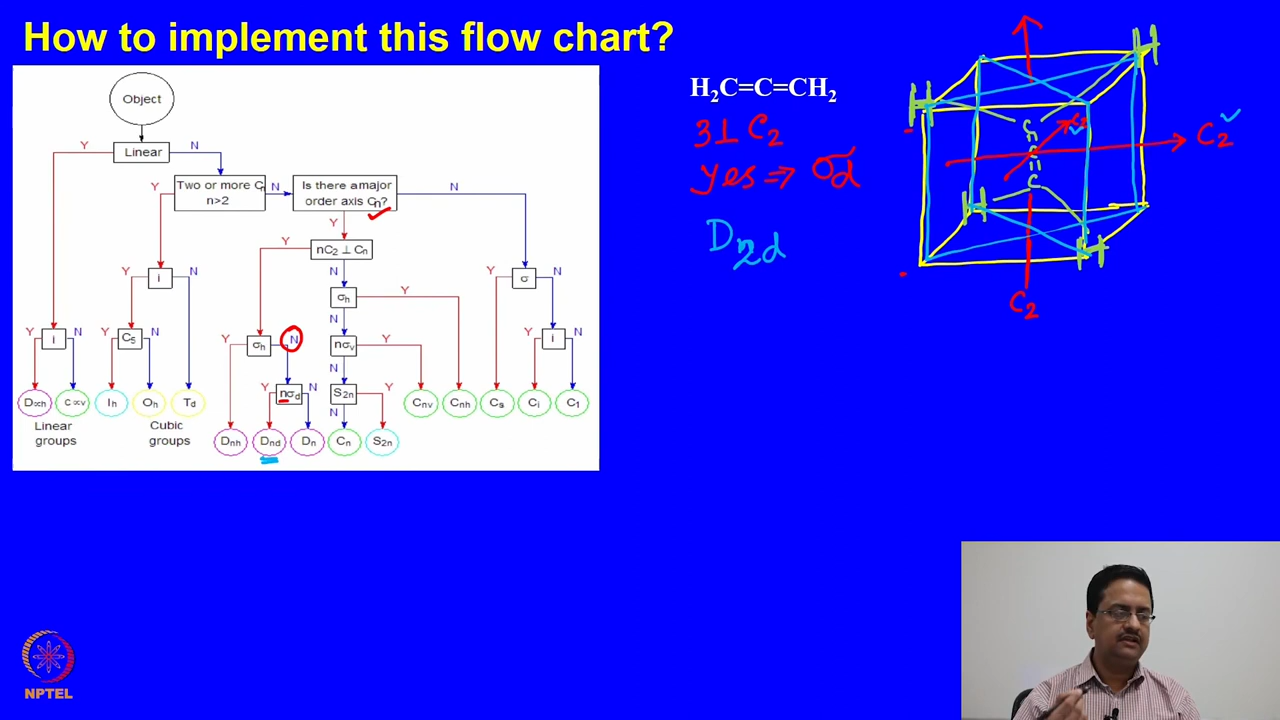 How to implement this flow chart?
Object
Linear
Y
N
Two or more Cn
n>2
Y
N
Is there a major
order axis Cn?
N
Y
nC2 ⊥ Cn
Y
N
i
Y
N
σh
Y
N
σ
Y
N
i
Y
N
C5
Y
N
σh
Y
N
nσv
Y
N
i
Y
N
nσd
Y
N
S2n
Y
N
D∞h
C∞v
Ih
Oh
Td
Cnv
Cnh
Cs
Ci
C1
Linear
groups
Cubic
groups
Dnh
Dnd
Dn
Cn
S2n
H2C=C=CH2
3⊥C2
yes ⇒ σd
D2d
H
H
C
C2
C2
C
C
H
H
C2
NPTEL